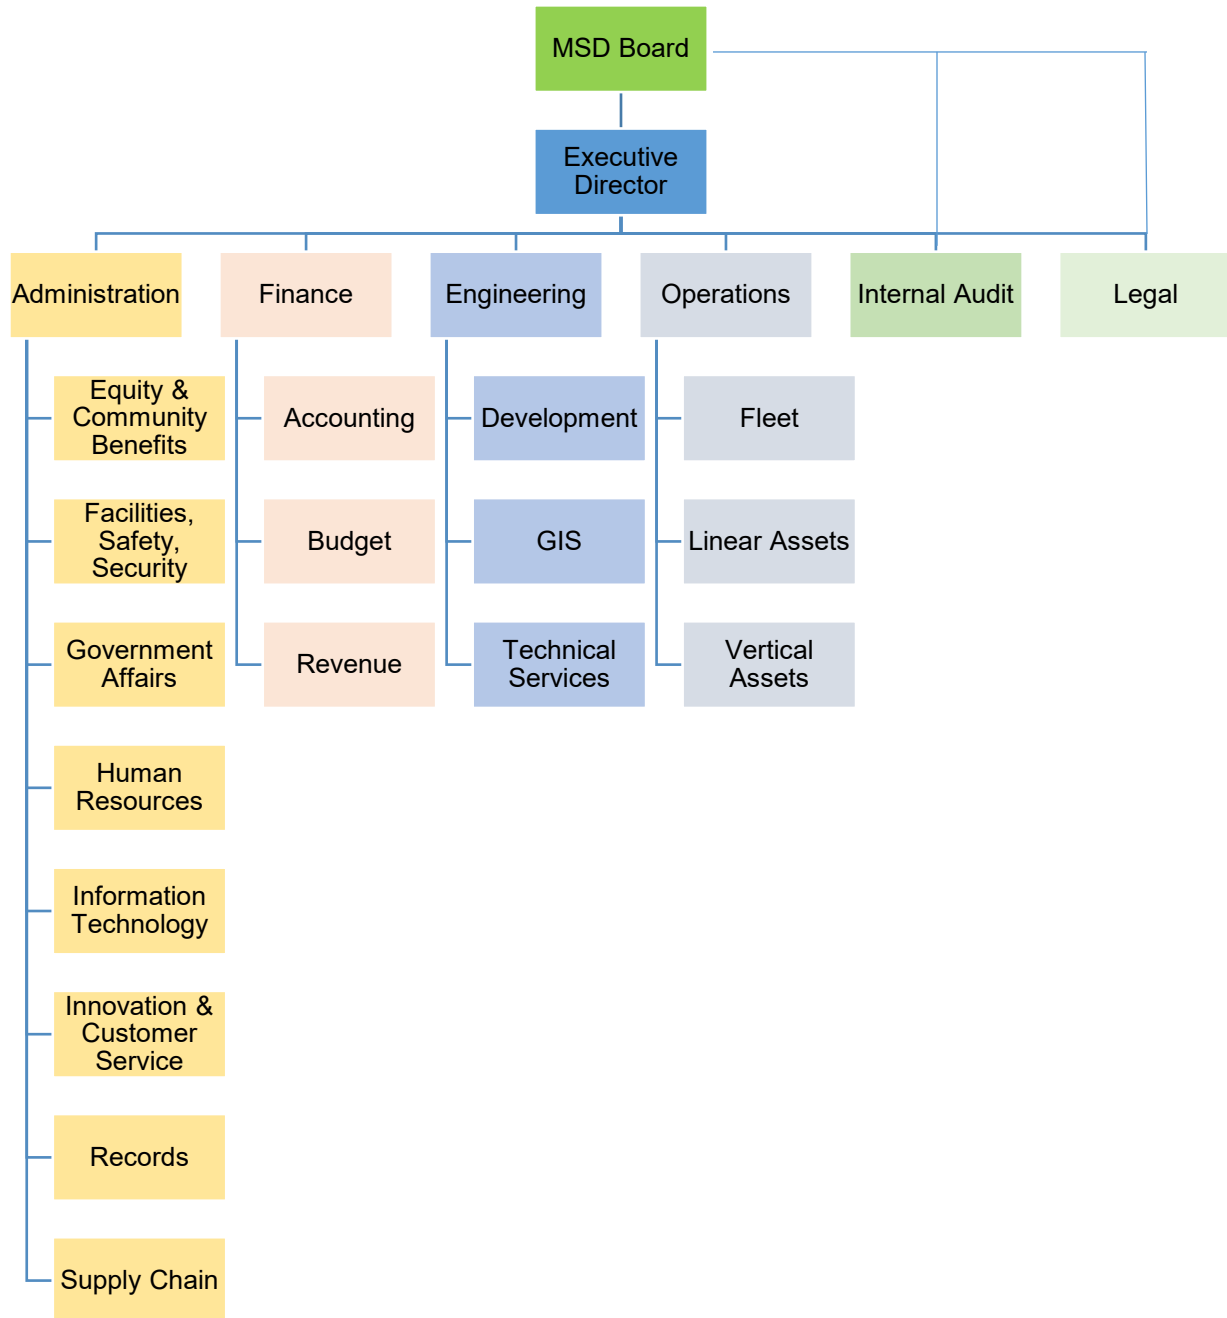 MSD Board
Executive
Director
Administration
Finance
Engineering
Operations
Internal Audit
Legal
Equity &
Community
Benefits
Facilities,
Safety,
Security
Government
Affairs
Human
Resources
Information
Technology
Innovation &
Customer
Service
Records
Supply Chain
Accounting
Budget
Revenue
Development
GIS
Technical
Services
Fleet
Linear Assets
Vertical
Assets